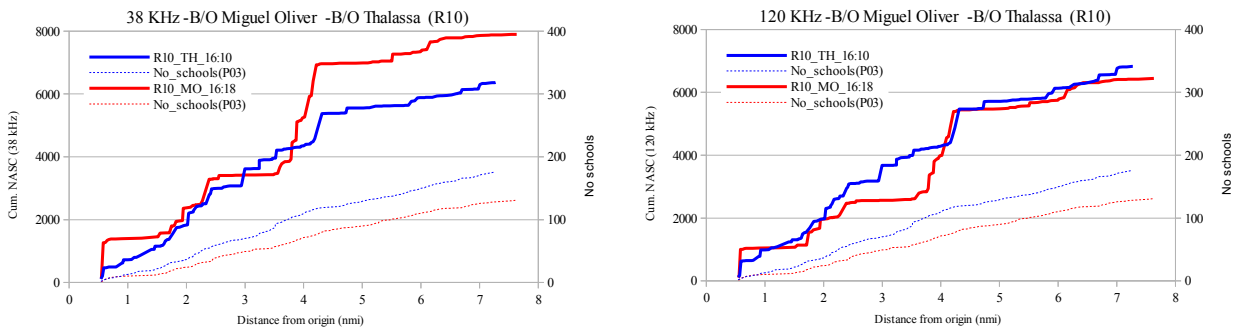 38 KHz -B/O Miguel Oliver -B/O Thalassa (R10)
8000
6000
4000
2000
0
Cum. NASC (38 kHz)
R10_TH_16:10
No_schools(P03)
R10_MO_16:18
No_schools(P03)
400
300
200
100
0
No schools
0 1 2 3 4 5 6 7 8
Distance from origin (nmi)
120 KHz -B/O Miguel Oliver -B/O Thalassa (R10)
8000
6000
4000
2000
0
Cum. NASC (120 kHz)
R10_TH_16:10
No_schools(P03)
R10_MO_16:18
No_schools(P03)
400
300
200
100
0
No schools
0 1 2 3 4 5 6 7 8
Distance from origin (nmi)